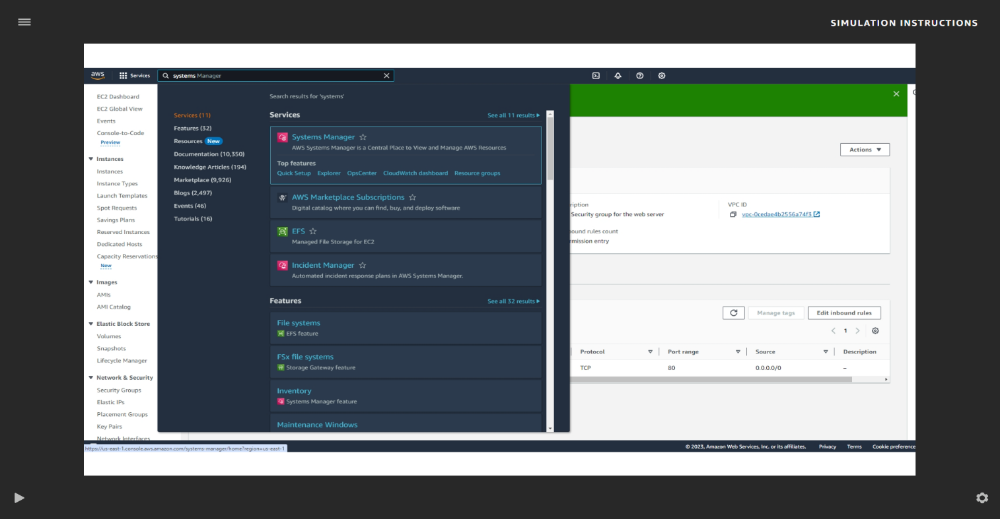 SIMULATION INSTRUCTIONS
aws
Services
systems Manager
EC2 Dashboard
EC2 Global View
Events
Console-to-Code
Preview
Instances
Instances
Instance Types
Launch Templates
Spot Requests
Savings Plans
Reserved Instances
Dedicated Hosts
Capacity Reservations
New
Images
AMIs
AMI Catalog
Elastic Block Store
Volumes
Snapshots
Lifecycle Manager
Network & Security
Security Groups
Elastic IPs
Placement Groups
Key Pairs
Network Interfaces
Search results for 'systems'
Services (11)
Features (32)
Resources New
Documentation (10,350)
Knowledge Articles (194)
Marketplace (9,926)
Blogs (2,497)
Events (46)
Tutorials (16)
Services
See all 11 results
Systems Manager
AWS Systems Manager is a Central Place to View and Manage AWS Resources
Top features
Quick Setup Explorer OpsCenter CloudWatch dashboard Resource groups
AWS Marketplace Subscriptions
Digital catalog where you can find, buy, and deploy software
EFS
Managed File Storage for EC2
Incident Manager
Automated incident response plans in AWS Systems Manager.
Features
See all 32 results
File systems
EFS feature
FSx file systems
Storage Gateway feature
Inventory
Systems Manager feature
Maintenance Windows
Actions
ription
Security group for the web server
VPC ID
vpc-0cedae4b2556a74f3
ound rules count
rmission entry
Manage tags
Edit inbound rules
1
Protocol Port range Source Description
TCP 80 0.0.0.0/0 –
https://us-east-1.console.aws.amazon.com/systems-manager/home?region=us-east-1
© 2023, Amazon Web Services, Inc. or its affiliates. Privacy Terms Cookie preference